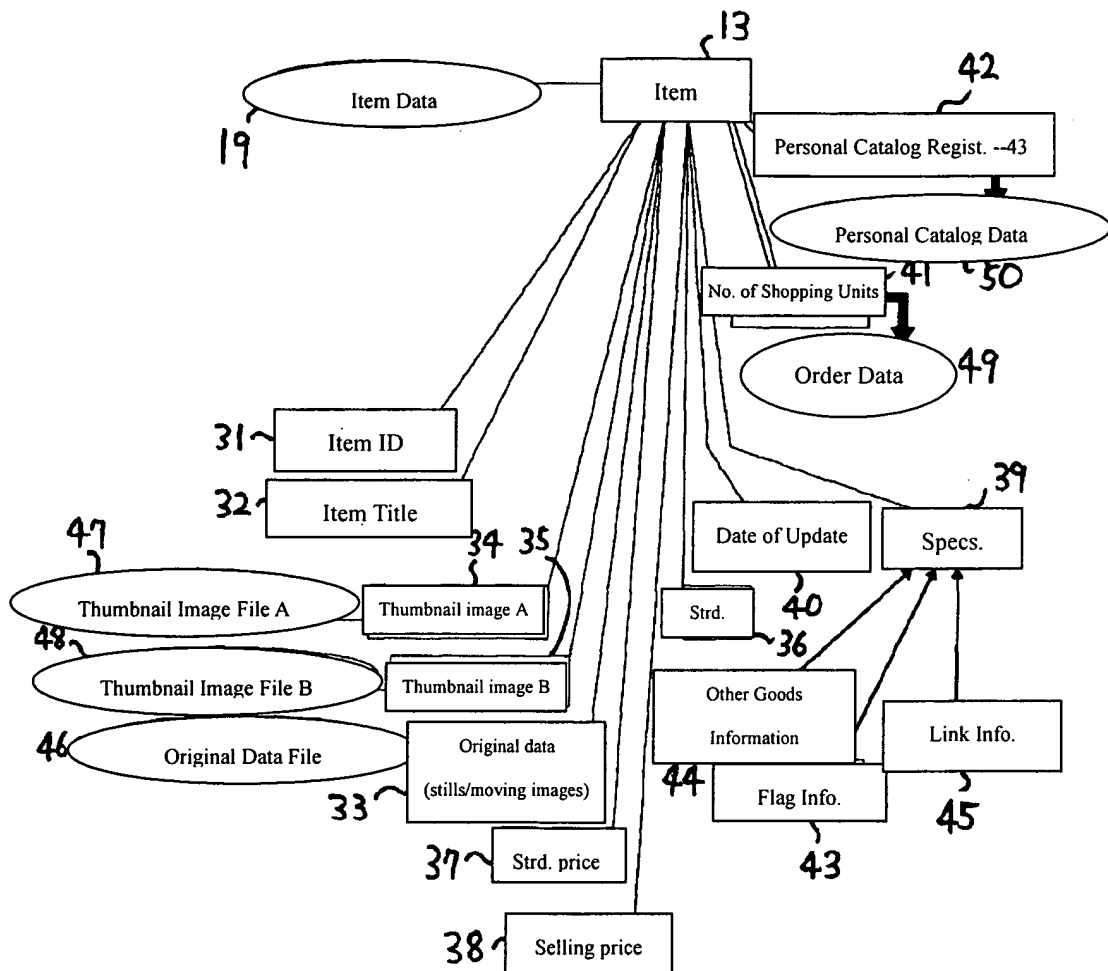 13
Item
Item Data
19
42
Personal Catalog Regist. --43
Personal Catalog Data
50
41
No. of Shopping Units
Order Data
49
31
Item ID
32
Item Title
39
Specs.
Date of Update
40
47
Thumbnail Image File A
34
35
Thumbnail image A
Strd.
36
48
Thumbnail Image File B
Thumbnail image B
46
Original Data File
Original data
(stills/moving images)
33
Other Goods
Information
44
Link Info.
45
Flag Info.
43
37
Strd. price
38
Selling price